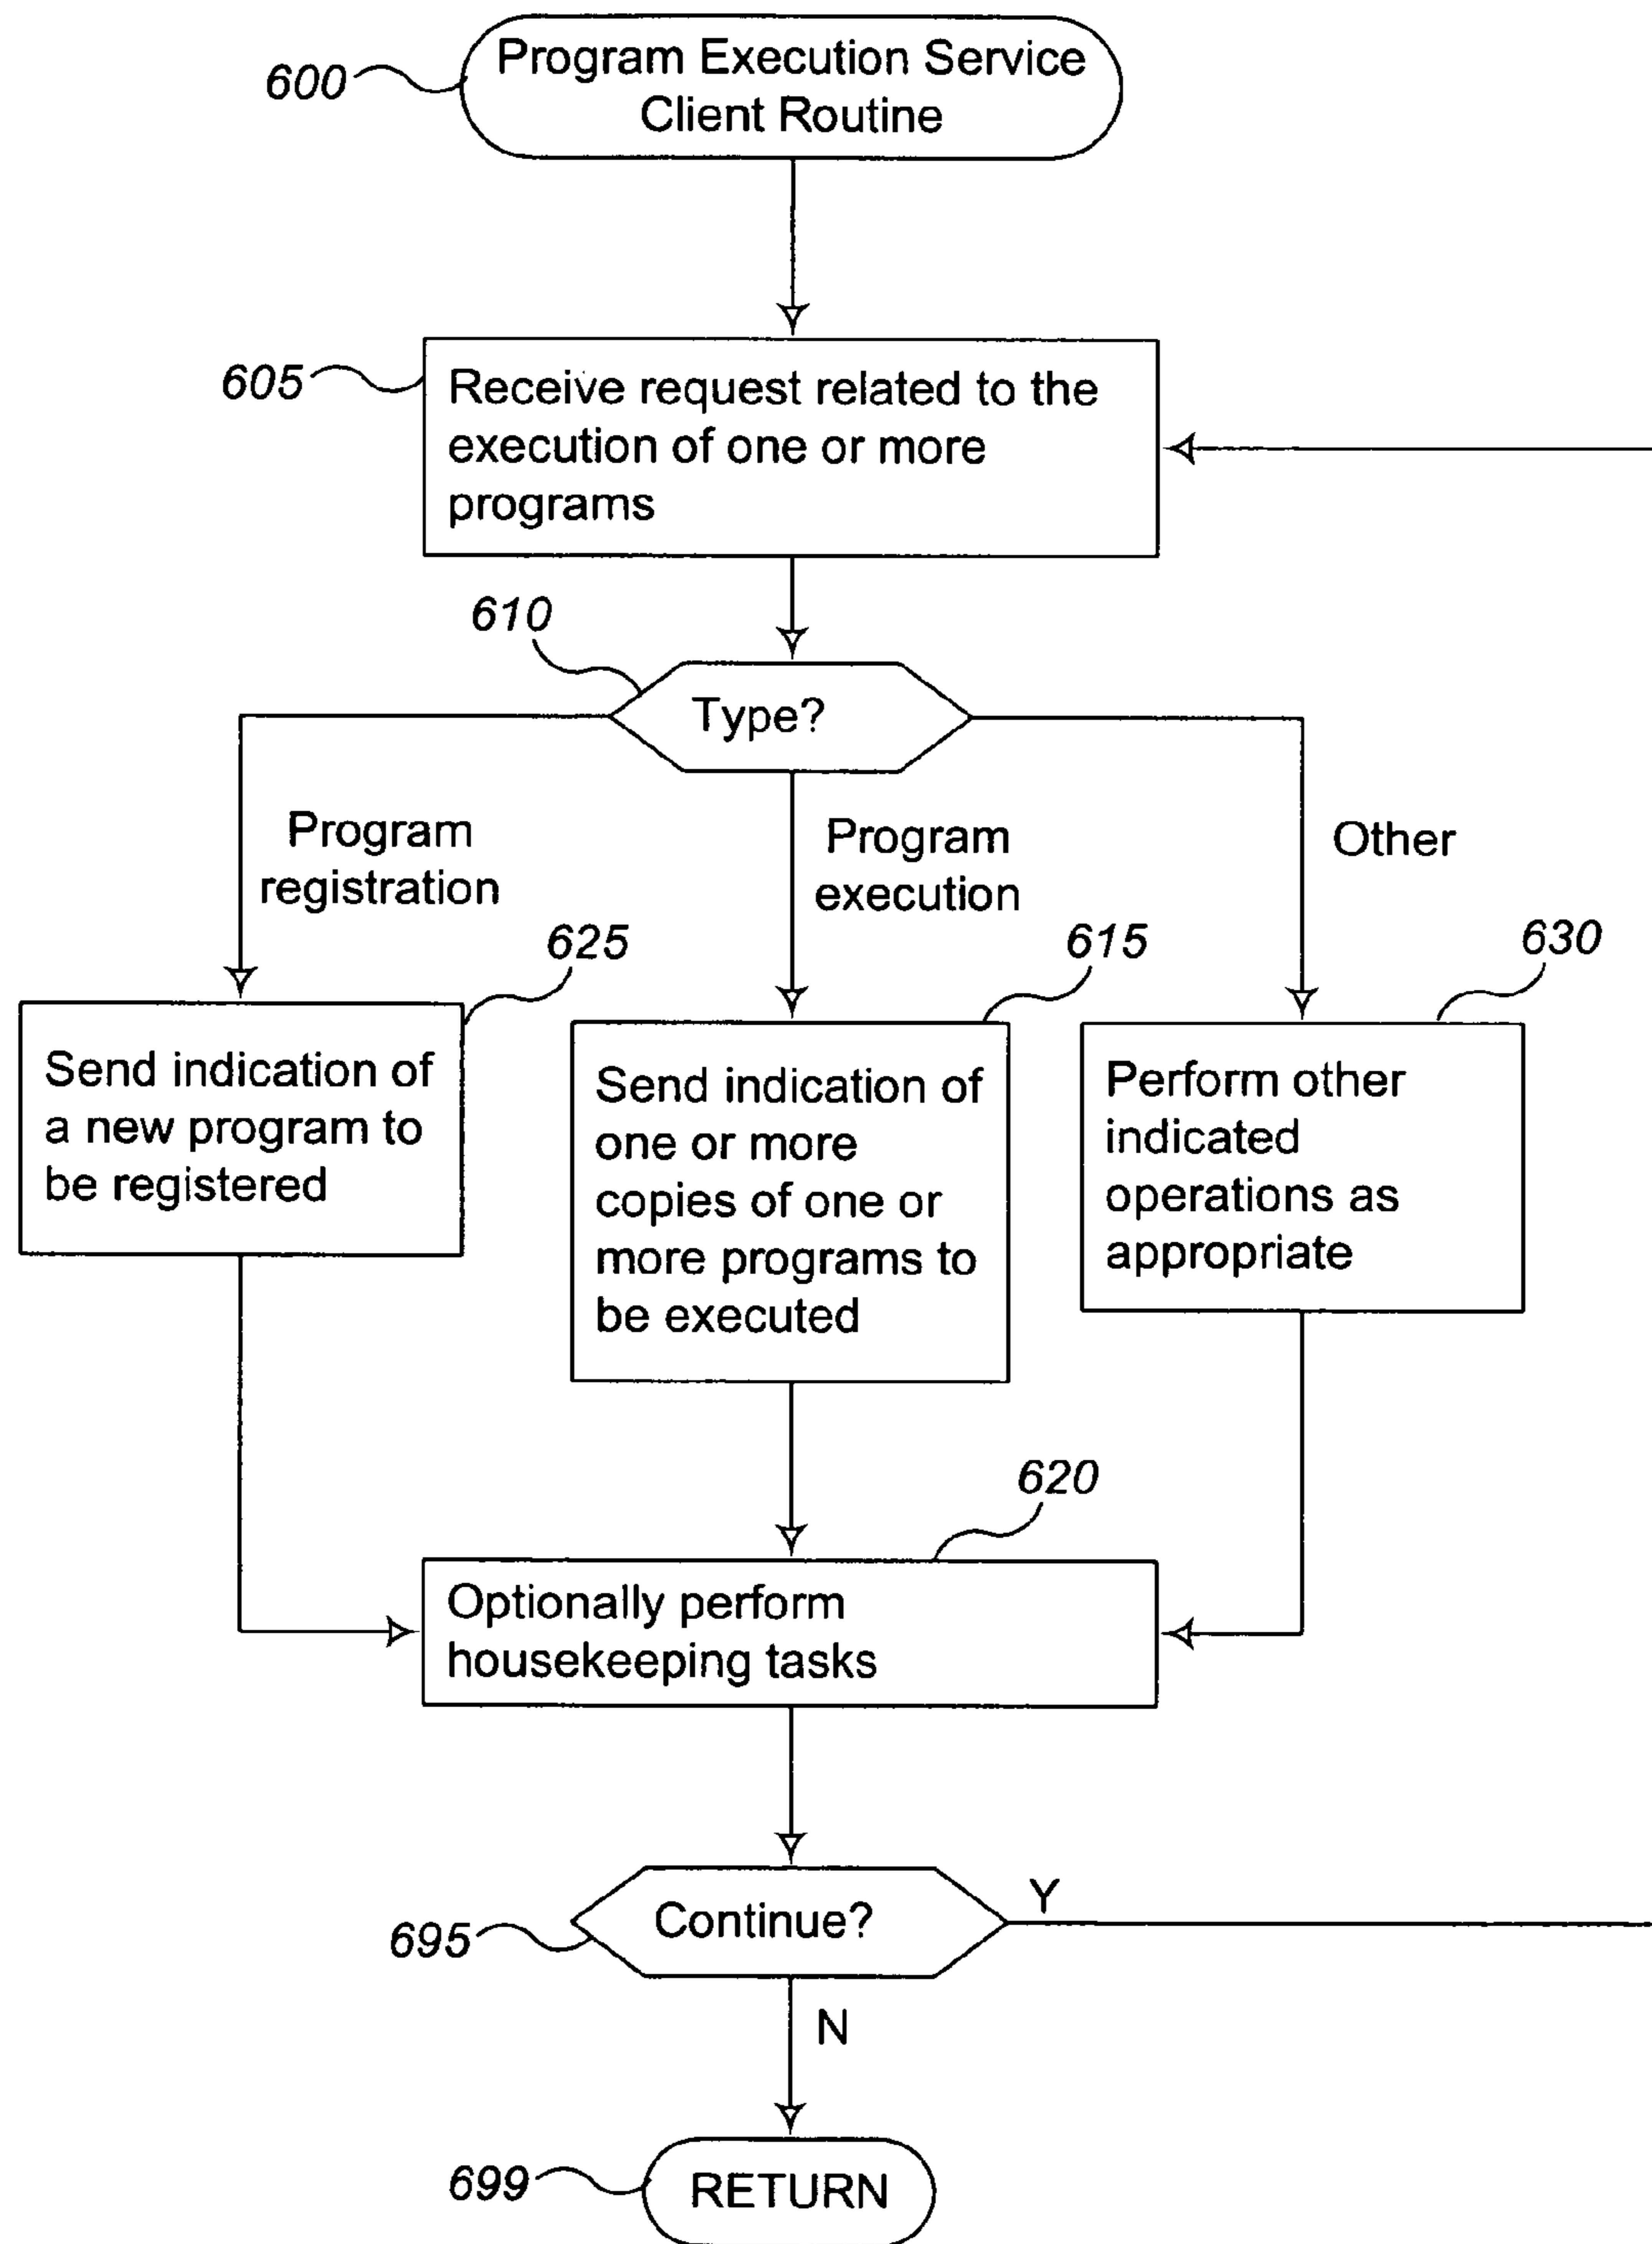 600
Program Execution Service
Client Routine
605
Receive request related to the
execution of one or more
programs
610
Type?
Program
registration
Program
execution
Other
625
Send indication of
a new program to
be registered
615
Send indication of
one or more
copies of one or
more programs to
be executed
630
Perform other
indicated
operations as
appropriate
620
Optionally perform
housekeeping tasks
695
Continue?
Y
N
699
RETURN